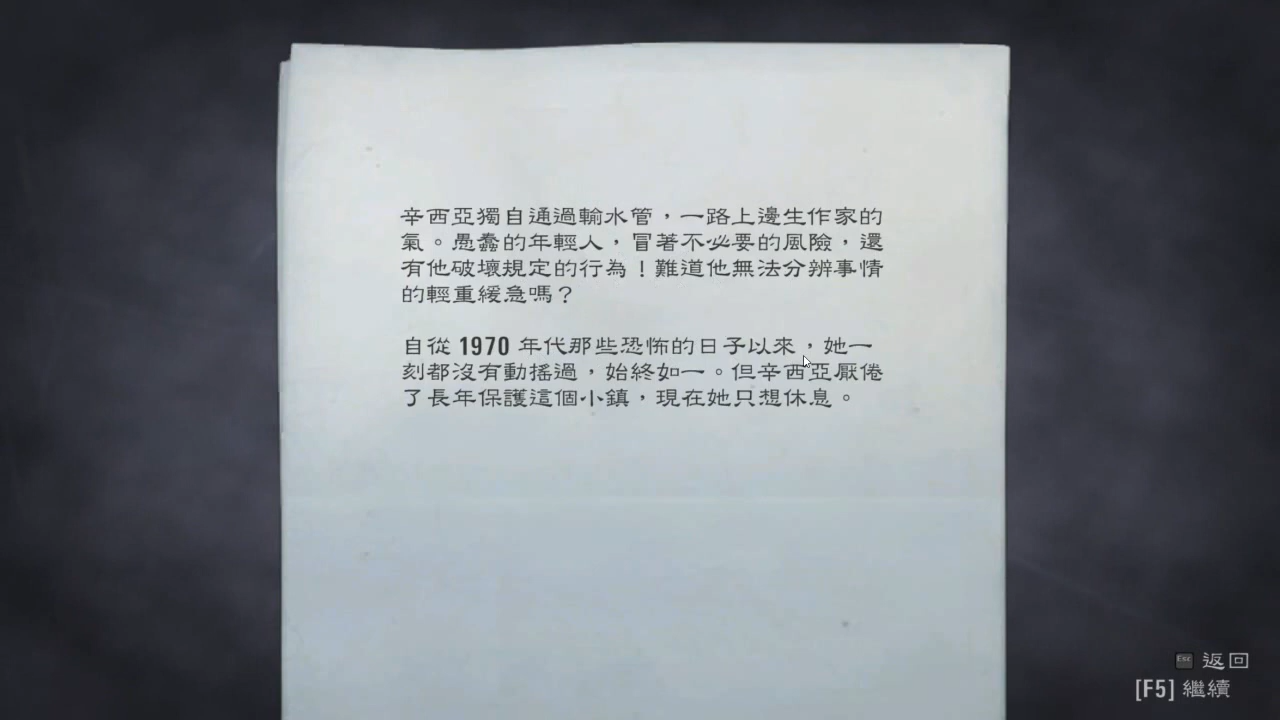 辛西亞獨自通過輸水管，一路上邊生作家的
氣。愚蠢的年輕人，冒著不必要的風險，還
有他破壞規定的行為！難道他無法分辨事情
的輕重緩急嗎？
自從 1970 年代那些恐怖的日子以來，她一
刻都沒有動搖過，始終如一。但辛西亞厭倦
了長年保護這個小鎮，現在她只想休息。
Esc 返回
[F5] 繼續